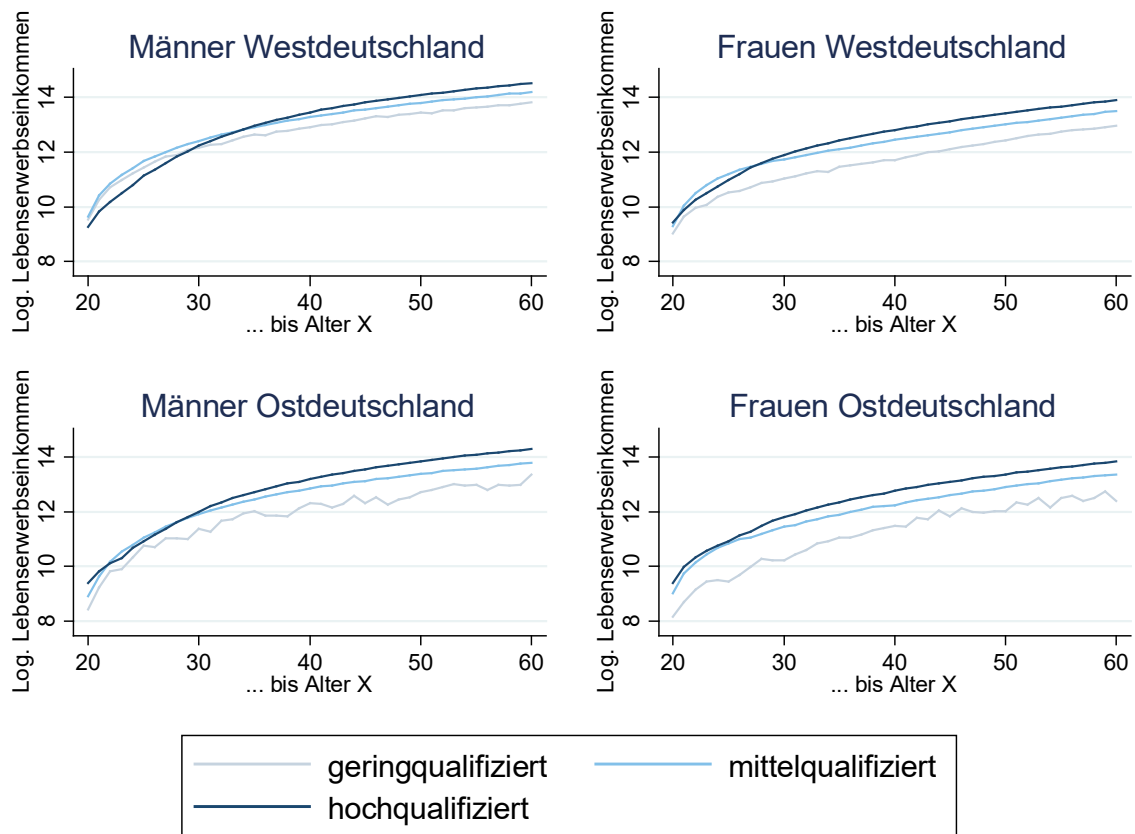 Männer Westdeutschland
Log. Lebenserwerbseinkommen
14
12
10
8
20 30 40 50 60
... bis Alter X
Frauen Westdeutschland
Log. Lebenserwerbseinkommen
14
12
10
8
20 30 40 50 60
... bis Alter X
Männer Ostdeutschland
Log. Lebenserwerbseinkommen
14
12
10
8
20 30 40 50 60
... bis Alter X
Frauen Ostdeutschland
Log. Lebenserwerbseinkommen
14
12
10
8
20 30 40 50 60
... bis Alter X
geringqualifiziert mittelqualifiziert
hochqualifiziert